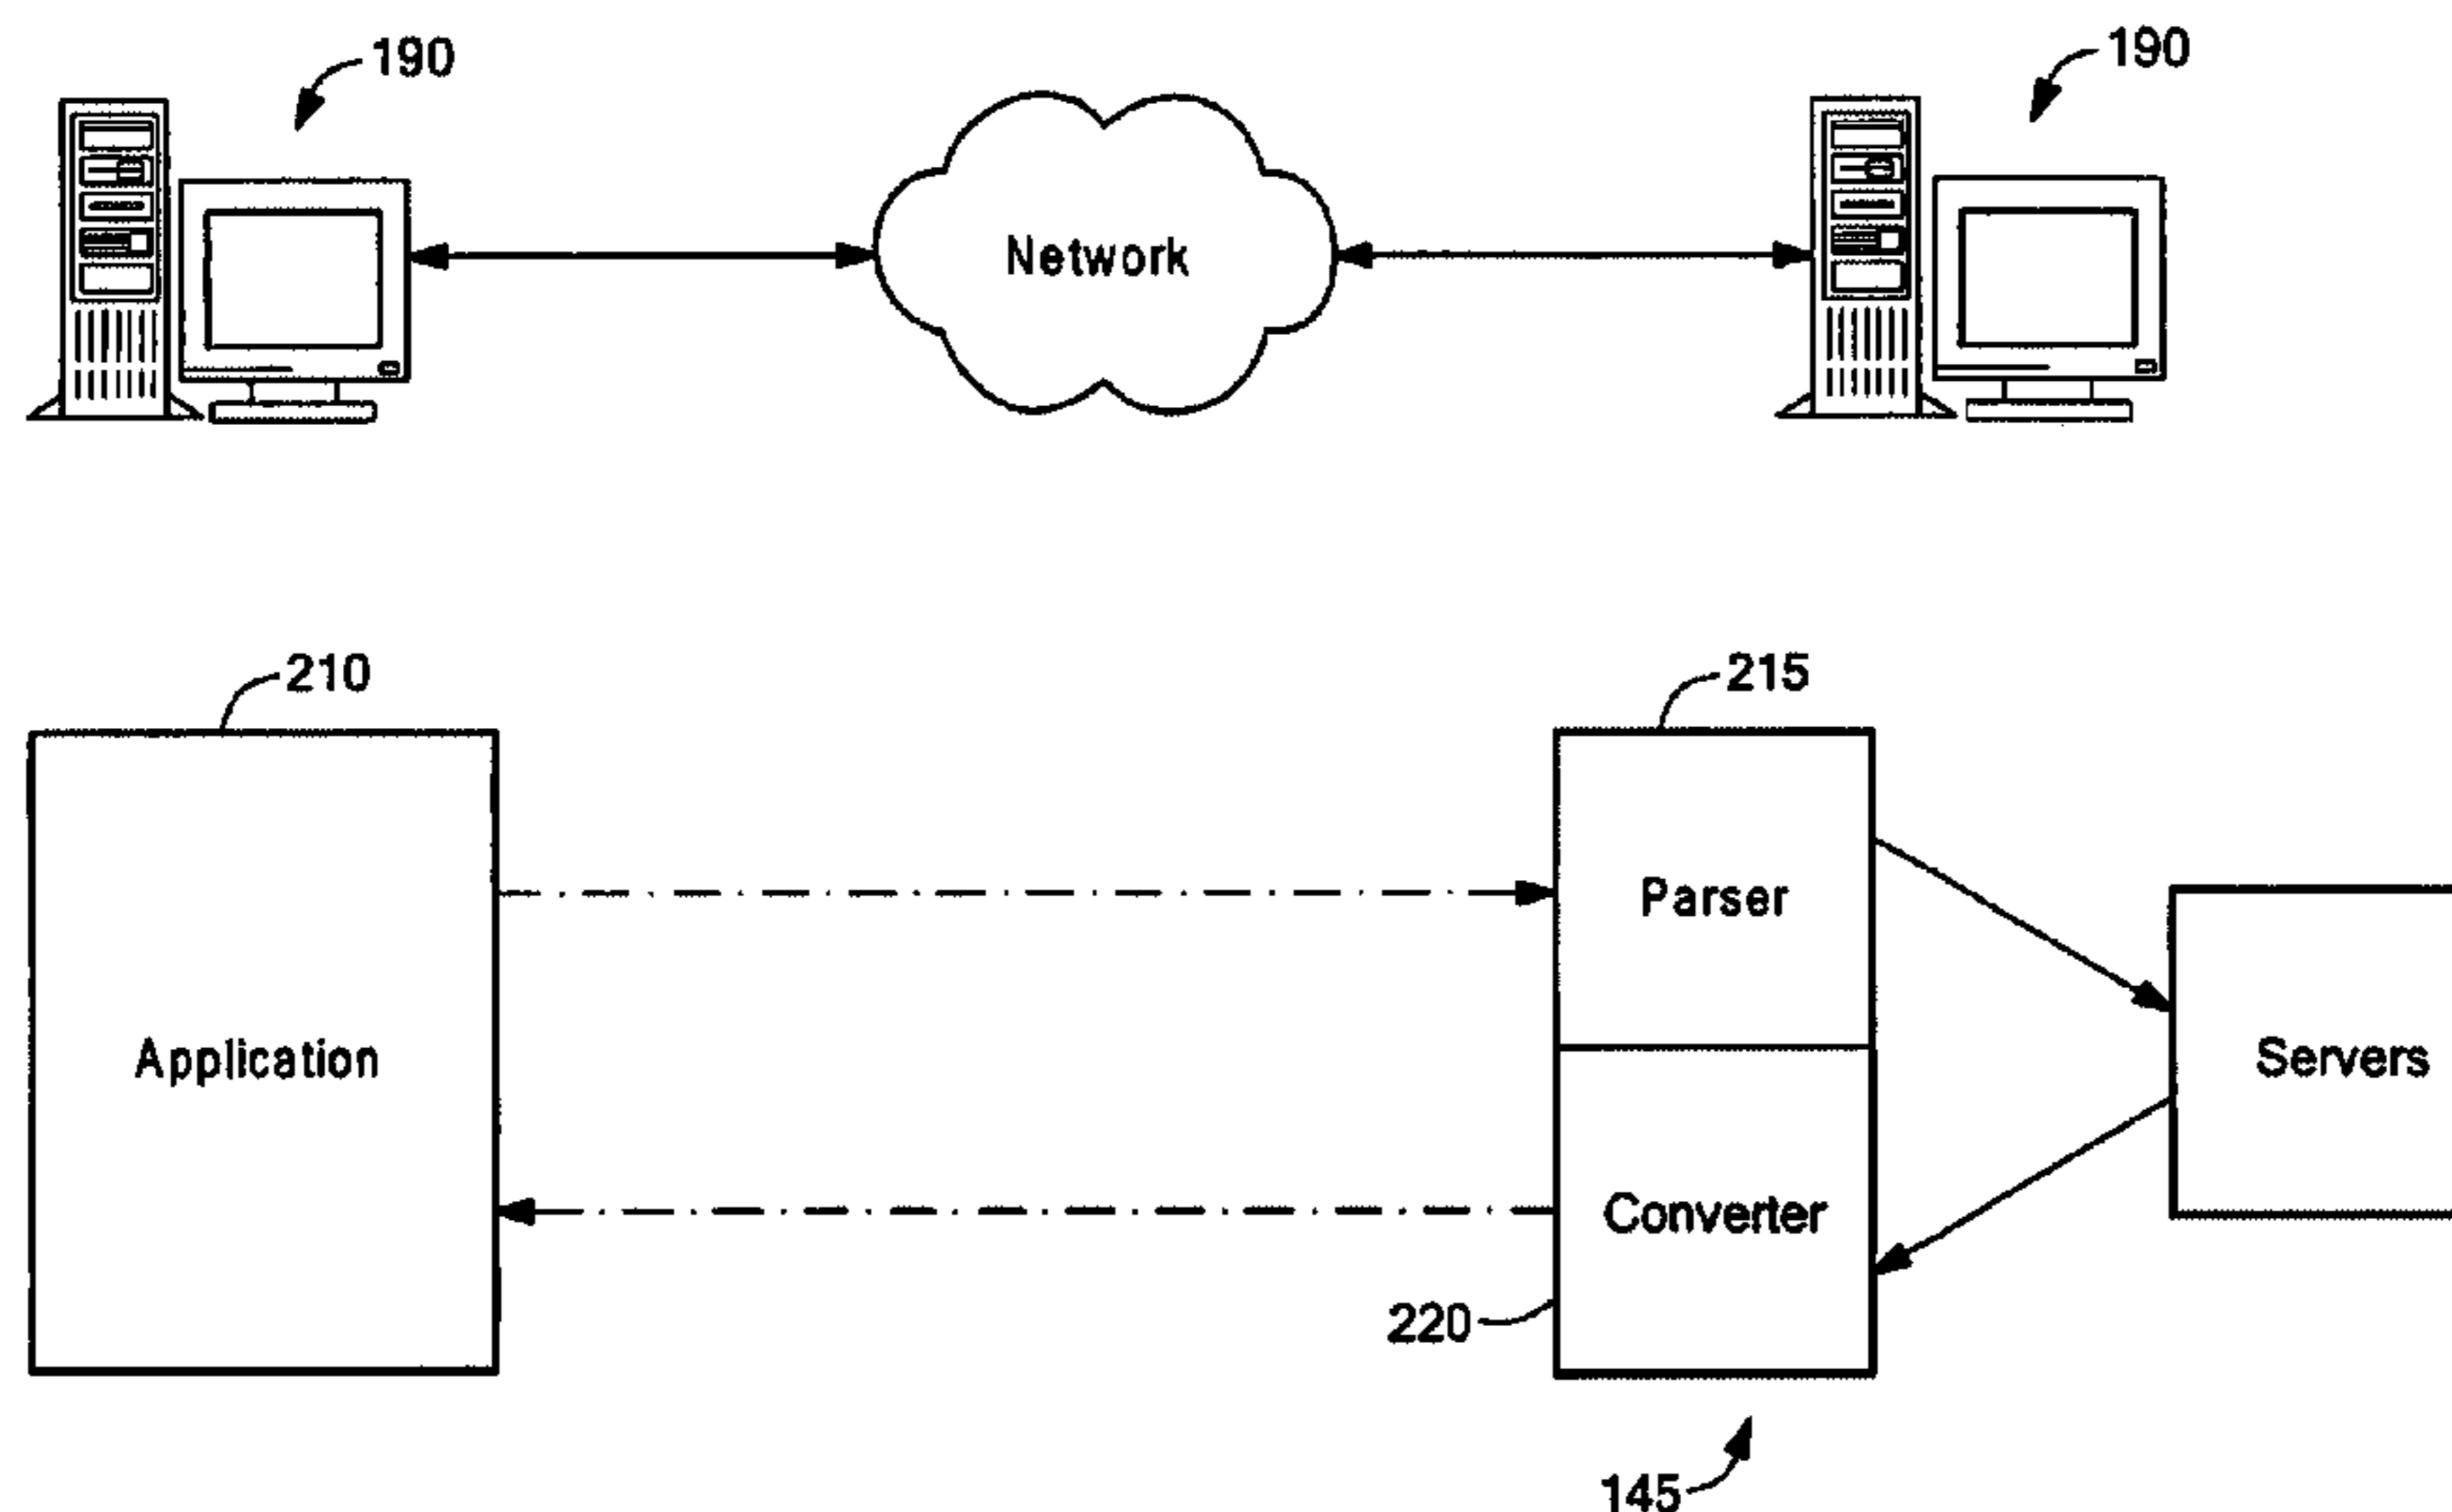 190
190
Network
210
215
Parser
Application
Servers
Converter
220
145